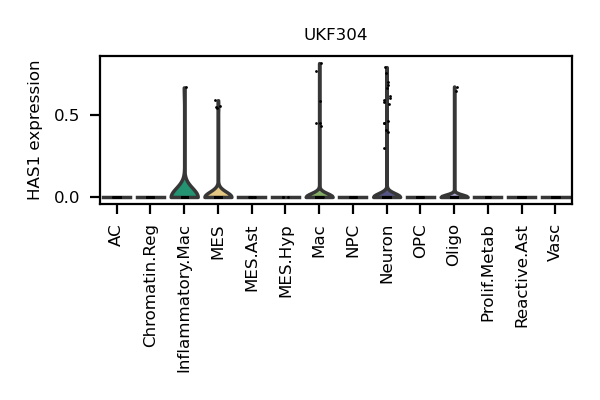 UKF304
HAS1 expression
0.5
0.0
AC
Chromatin.Reg
Inflammatory.Mac
MES
MES.Ast
MES.Hyp
Mac
NPC
Neuron
OPC
Oligo
Prolif.Metab
Reactive.Ast
Vasc